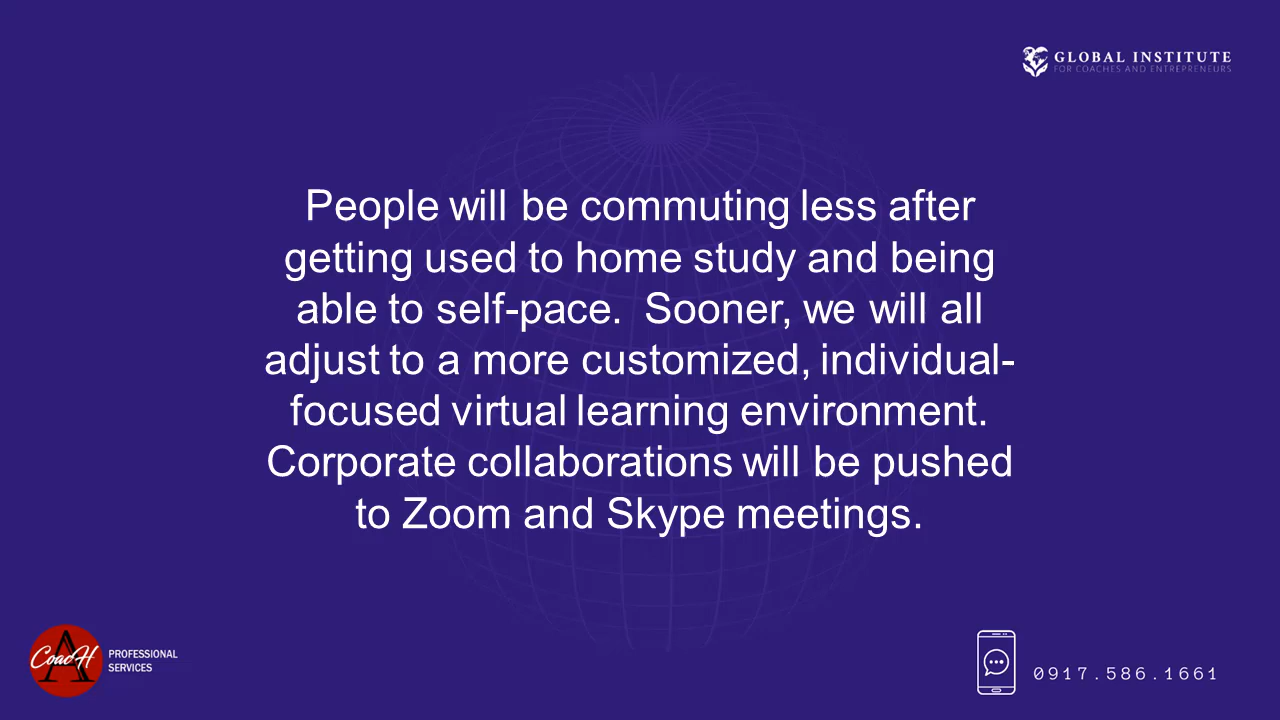 GLOBAL INSTITUTE
FOR COACHES AND ENTREPRENEURS
People will be commuting less after
getting used to home study and being
able to self-pace.  Sooner, we will all
adjust to a more customized, individual-
focused virtual learning environment.
Corporate collaborations will be pushed
to Zoom and Skype meetings.
A
CoacH
PROFESSIONAL
SERVICES
0917.586.1661